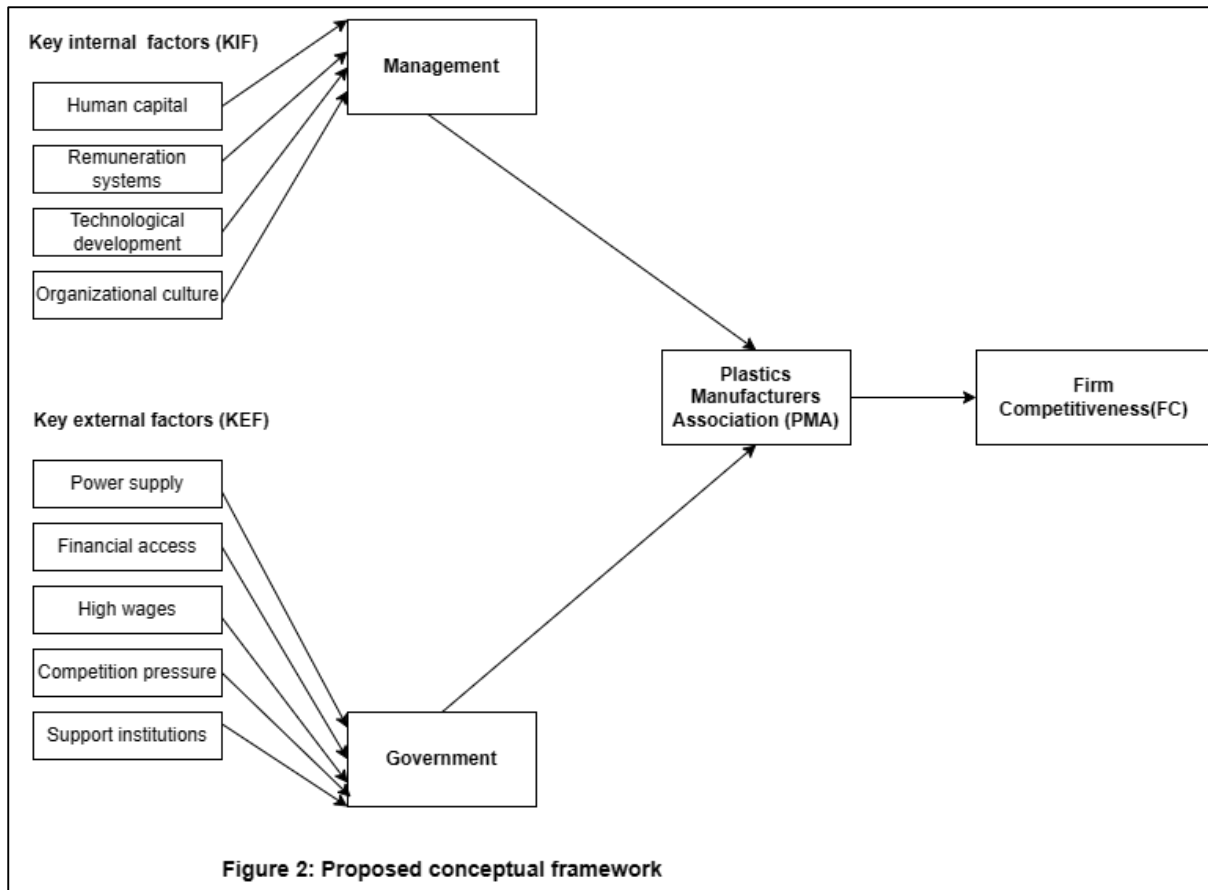 Key internal factors (KIF)
Human capital
Remuneration
systems
Technological
development
Organizational culture
Management
Key external factors (KEF)
Power supply
Financial access
High wages
Competition pressure
Support institutions
Government
Plastics
Manufacturers
Association (PMA)
Firm
Competitiveness(FC)
Figure 2: Proposed conceptual framework